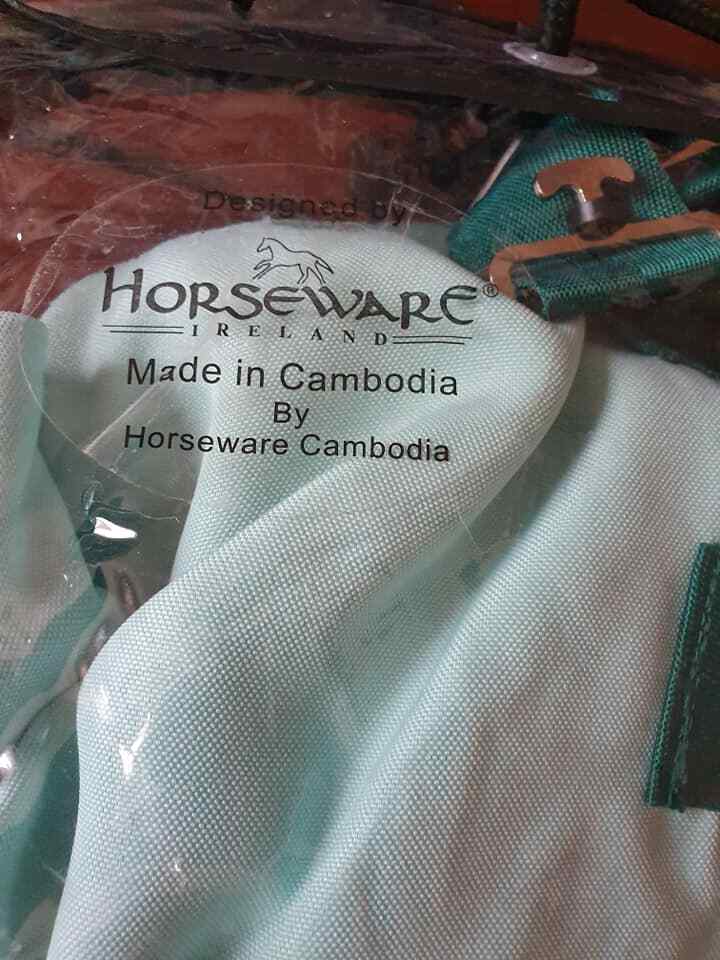 Designed by
HORSEWARE®
IRELAND
Made in Cambodia
By
Horseware Cambodia